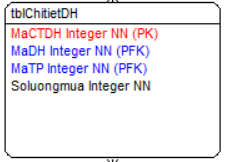 tblChitietDH
MaCTDH Integer NN (PK)
MaDH Integer NN (PFK)
MaTP Integer NN (PFK)
Soluongmua Integer NN